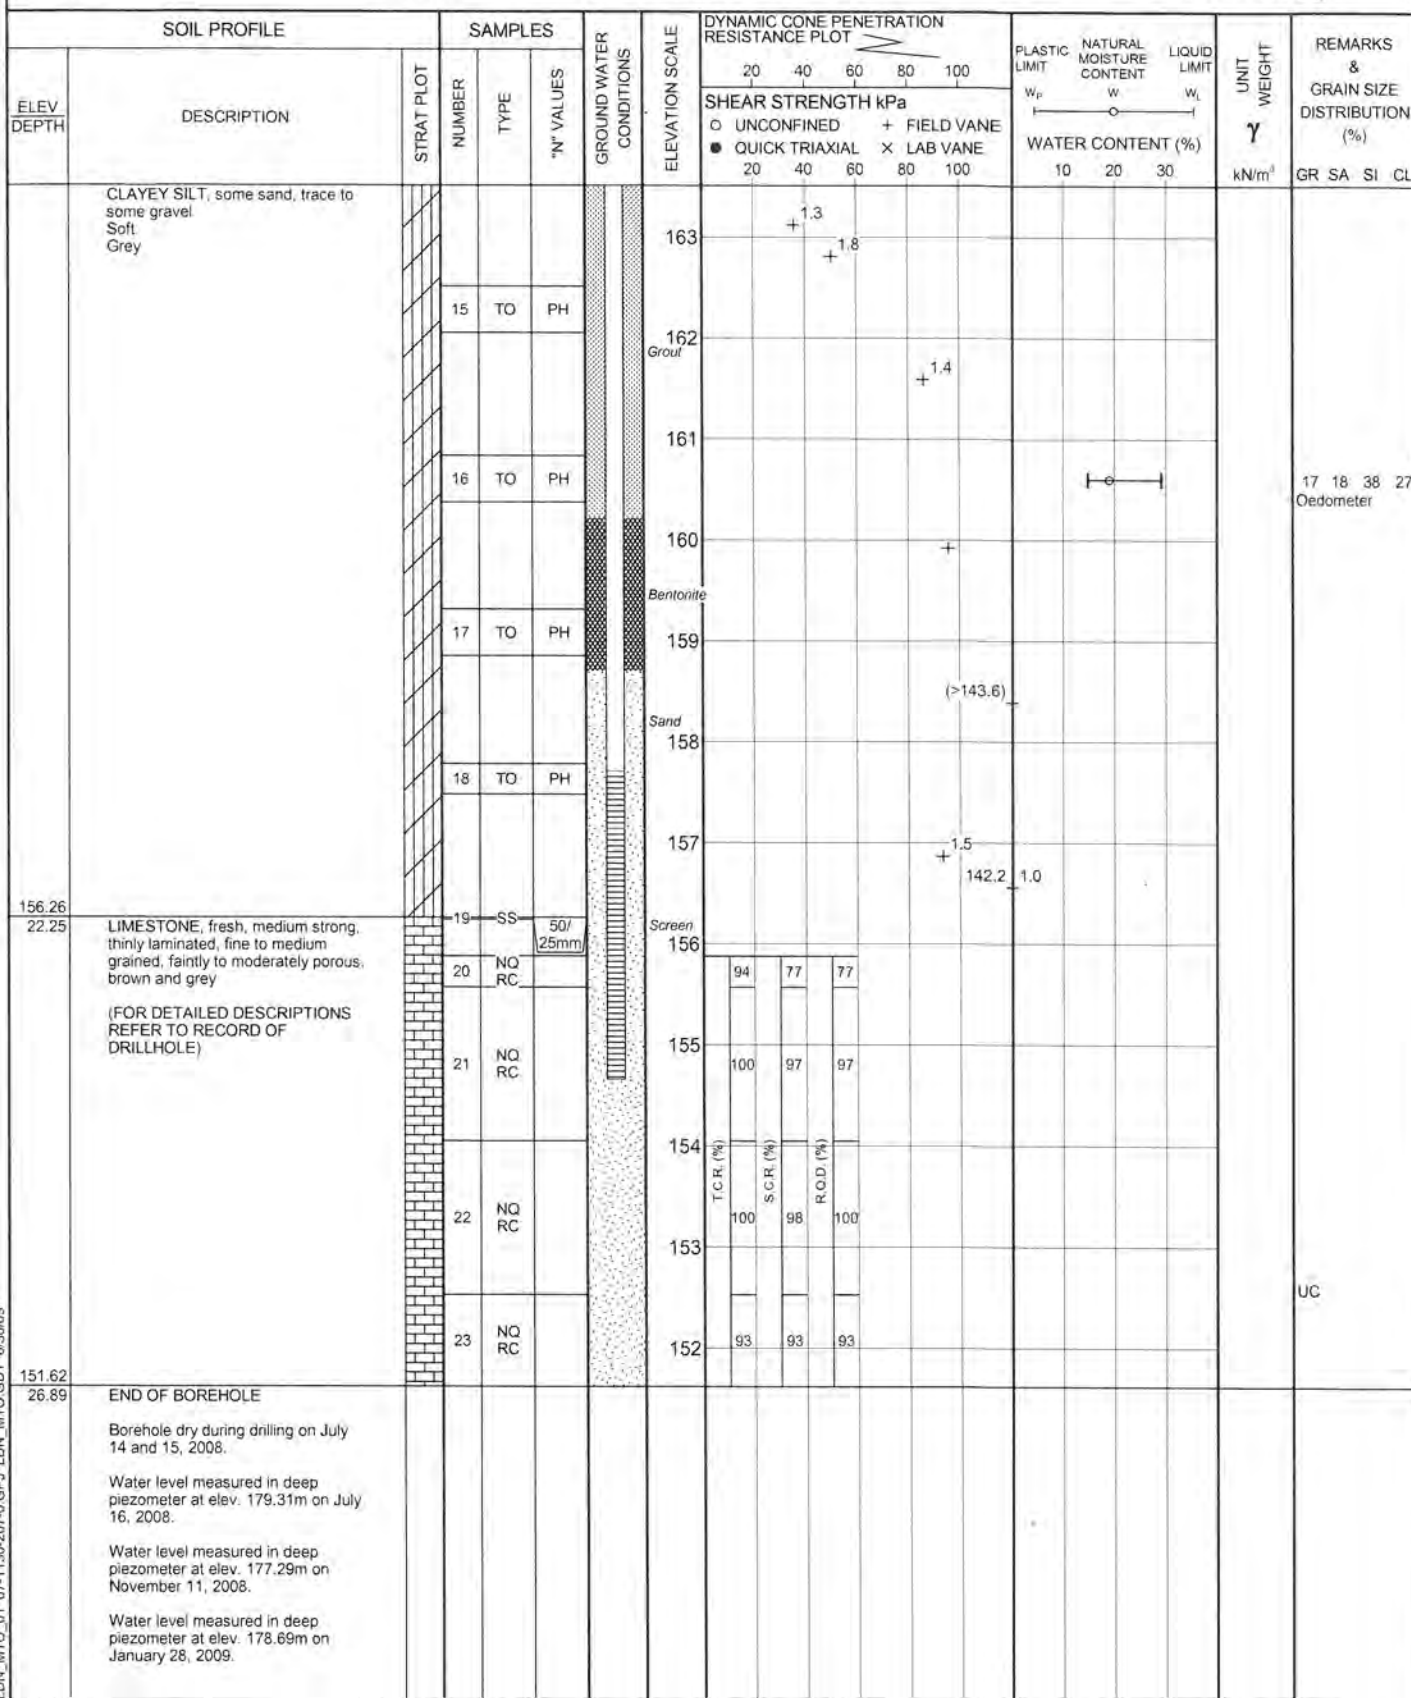 SOIL PROFILE
SAMPLES
ELEV
DEPTH
DESCRIPTION
STRAT PLOT
NUMBER
TYPE
"N" VALUES
GROUND WATER
CONDITIONS
ELEVATION SCALE
DYNAMIC CONE PENETRATION
RESISTANCE PLOT
20 40 60 80 100
SHEAR STRENGTH kPa
○ UNCONFINED + FIELD VANE
● QUICK TRIAXIAL × LAB VANE
20 40 60 80 100
PLASTIC
LIMIT
NATURAL
MOISTURE
CONTENT
LIQUID
LIMIT
WP W WL
WATER CONTENT (%)
10 20 30
UNIT
WEIGHT
γ
kN/m³
REMARKS
&
GRAIN SIZE
DISTRIBUTION
(%)
GR SA SI CL
CLAYEY SILT, some sand, trace to
some gravel
Soft
Grey
1.3
163
1.8
15 TO PH
162
Grout
1.4
161
16 TO PH
17 18 38 27
Oedometer
160
Bentonite
17 TO PH
159
(>143.6)
Sand
158
18 TO PH
157
1.5
142.2 1.0
156.26
22.25
19 SS 50/
25mm
Screen
156
LIMESTONE, fresh, medium strong,
thinly laminated, fine to medium
grained, faintly to moderately porous,
brown and grey
20 NQ
RC
94 77 77
(FOR DETAILED DESCRIPTIONS
REFER TO RECORD OF
DRILLHOLE)
155
21 NQ
RC
100 97 97
154
T.C.R. (%)
S.C.R. (%)
R.Q.D. (%)
22 NQ
RC
100 98 100
153
UC
23 NQ
RC
93 93 93
152
151.62
26.89
END OF BOREHOLE
Borehole dry during drilling on July
14 and 15, 2008.
Water level measured in deep
piezometer at elev. 179.31m on July
16, 2008.
Water level measured in deep
piezometer at elev. 177.29m on
November 11, 2008.
Water level measured in deep
piezometer at elev. 178.69m on
January 28, 2009.